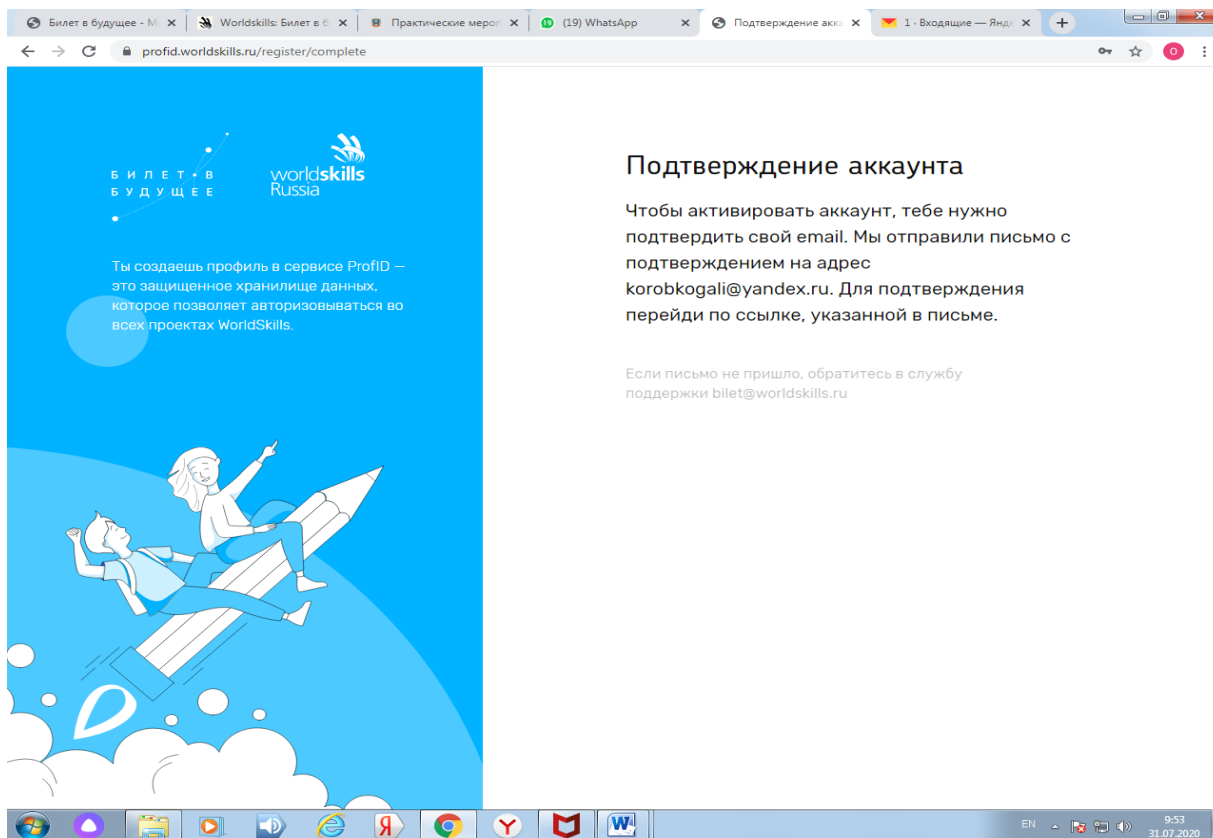 Билет в будущее - М
Worldskills: Билет в б
Практические мероп
(19) WhatsApp
Подтверждение акка
1 · Входящие — Янде
profid.worldskills.ru/register/complete
О
БИЛЕТ В
БУДУЩЕЕ
worldskills
Russia
Ты создаешь профиль в сервисе ProfID —
это защищенное хранилище данных,
которое позволяет авторизовываться во
всех проектах WorldSkills.
Подтверждение аккаунта
Чтобы активировать аккаунт, тебе нужно
подтвердить свой email. Мы отправили письмо с
подтверждением на адрес
korobkogali@yandex.ru. Для подтверждения
перейди по ссылке, указанной в письме.
Если письмо не пришло, обратитесь в службу
поддержки bilet@worldskills.ru
EN
9:53
31.07.2020